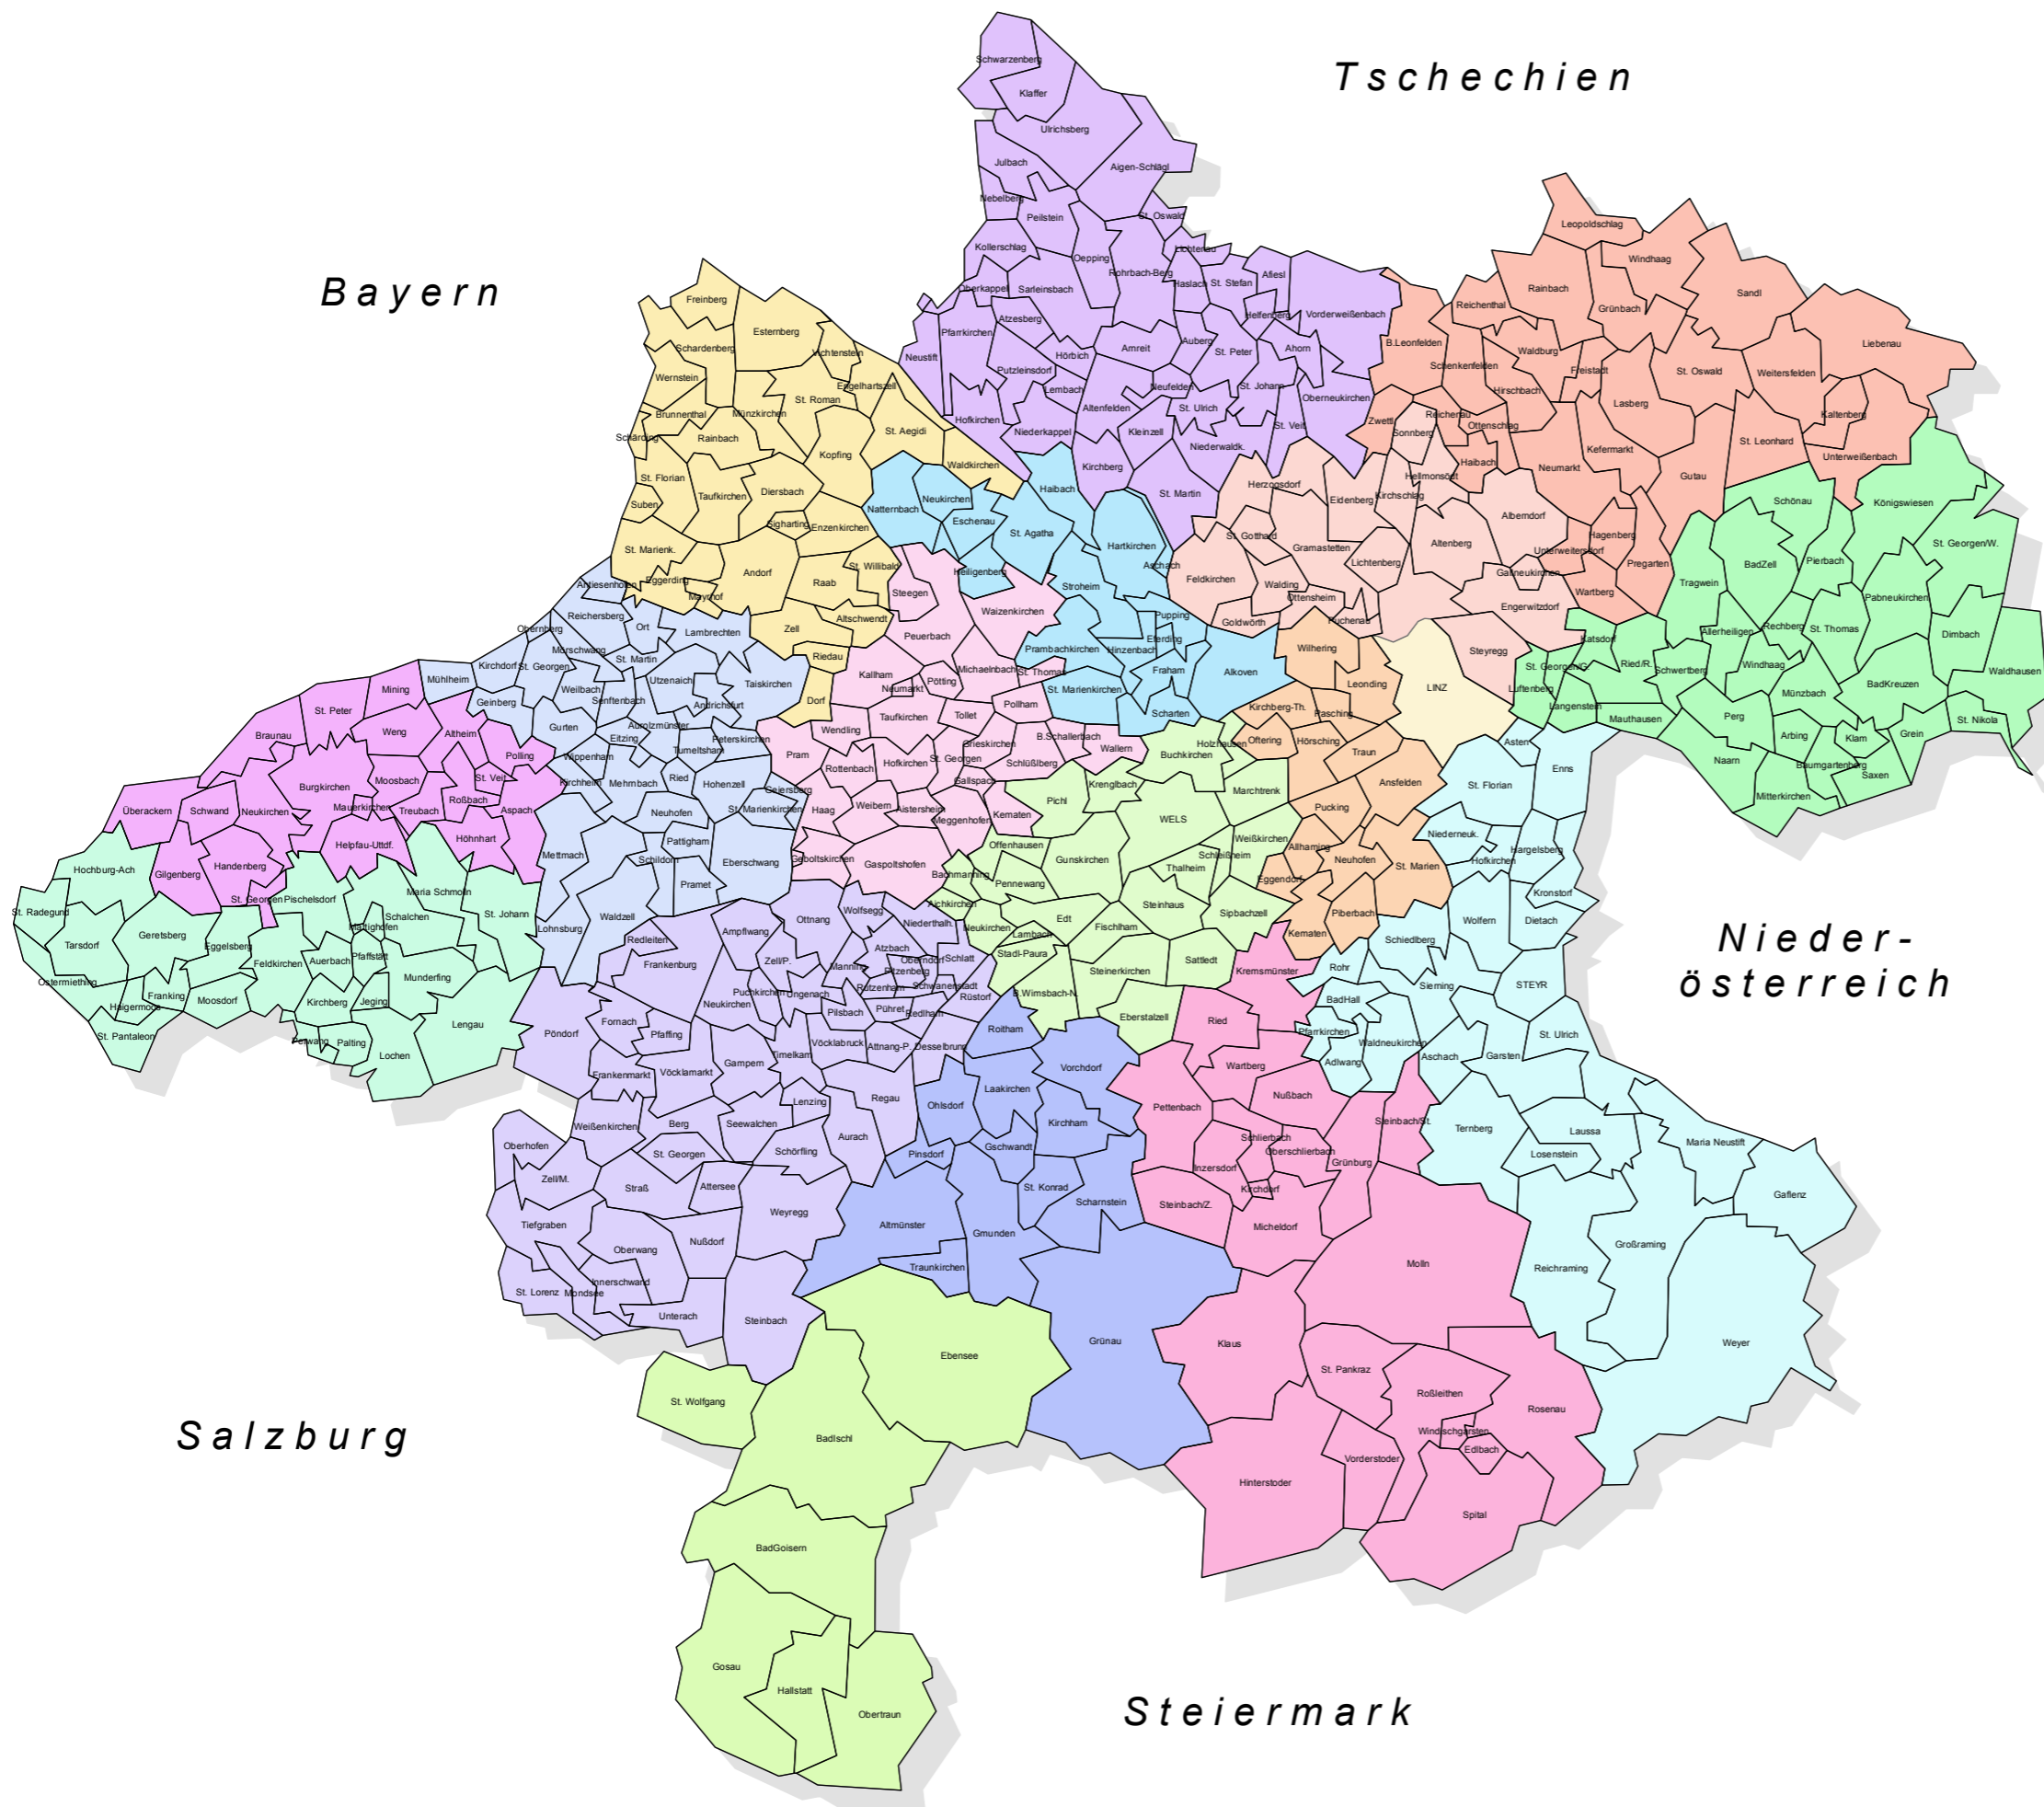 Tschechien
Bayern
Nieder-
österreich
Salzburg
Steiermark
Schwarzenberg
Klaffer
Ulrichsberg
Julbach
Aigen-Schlägl
Nebelberg
Peilstein
St. Oswald
Kollerschlag
Oepping
Lichtenau
Rohrbach-Berg
Haslach
St. Stefan
Afiesl
Oberkappel
Sarleinsbach
Helfenberg
Vorderweißenbach
Atzesberg
Pfarrkirchen
Neustift
Hörbich
Amreit
Auberg
St. Peter
Ahorn
Putzleinsdorf
Lembach
Neufelden
St. Johann
Oberneukirchen
Hofkirchen
Altenfelden
St. Ulrich
Niederkappel
Kleinzell
Niederwaldk.
St. Veit
Kirchberg
St. Martin
Leopoldschlag
Windhaag
Rainbach
Sandl
Reichenthal
Grünbach
B.Leonfelden
Waldburg
Liebenau
Schenkenfelden
Freistadt
St. Oswald
Weitersfelden
Hirschbach
Lasberg
Kaltenberg
Zwettl
Reichenau
Ottenschlag
Sonnberg
Haibach
Kefermarkt
St. Leonhard
Neumarkt
Unterweißenbach
Gutau
Hagenberg
Unterweitersdorf
Pregarten
Wartberg
Freinberg
Esternberg
Schardenberg
Vichtenstein
Wernstein
Engelhartszell
St. Roman
Brunnenthal
Münzkirchen
Schärding
Rainbach
St. Aegidi
Kopfing
Waldkirchen
St. Florian
Diersbach
Taufkirchen
Suben
Sigharting
Enzenkirchen
St. Marienk.
Andorf
St. Willibald
Eggerding
Raab
Mayrhof
Altschwendt
Zell
Riedau
Dorf
Haibach
Neukirchen
Natternbach
Eschenau
St. Agatha
Hartkirchen
Aschach
Heiligenberg
Stroheim
Pupping
Eferding
Prambachkirchen
Hinzenbach
Fraham
Alkoven
St. Marienkirchen
Scharten
Herzogsdorf
Eidenberg
Kirchschlag
Hellmonsödt
St. Gotthard
Gramastetten
Altenberg
Alberndorf
Lichtenberg
Feldkirchen
Walding
Gallneukirchen
Ottensheim
Engerwitzdorf
Goldwörth
Puchenau
Steyregg
LINZ
Königswiesen
Schönau
St. Georgen/W.
BadZell
Pierbach
Tragwein
Pabneukirchen
Allerheiligen
Rechberg
St. Thomas
Dimbach
Katsdorf
Ried/R.
Schwertberg
Windhaag
Waldhausen
St. Georgen/G.
Luftenberg
Langenstein
Münzbach
BadKreuzen
Mauthausen
Perg
St. Nikola
Arbing
Klam
Grein
Naarn
Baumgartenberg
Saxen
Mitterkirchen
Antiesenhofen
Reichersberg
Ort
Lambrechten
Obernberg
Mörschwang
Kirchdorf
St. Georgen
St. Martin
Mühlheim
Weilbach
Utzenaich
Taiskirchen
Geinberg
Senftenbach
Andrichsfurt
Gurten
Aurolzmünster
Eitzing
Peterskirchen
Tumeltsham
Wippenham
Kirchheim
Mehrnbach
Ried
Hohenzell
Geiersberg
Neuhofen
St. Marienkirchen
Pattigham
Mettmach
Schildorn
Eberschwang
Pramet
Waldzell
Lohnsburg
Mining
St. Peter
Braunau
Weng
Altheim
Polling
Burgkirchen
Moosbach
St. Veit
Überackern
Schwand
Neukirchen
Mauerkirchen
Treubach
Roßbach
Aspach
Helpfau-Uttdf.
Höhnhart
Gilgenberg
Handenberg
St. Georgen
Hochburg-Ach
Pischelsdorf
Maria Schmolln
St. Radegund
Schalchen
St. Johann
Geretsberg
Mattighofen
Tarsdorf
Eggelsberg
Feldkirchen
Auerbach
Pfaffstätt
Munderfing
Ostermiething
Franking
Haigermoos
Moosdorf
Kirchberg
Jeging
St. Pantaleon
Perwang
Palting
Lochen
Lengau
Steegen
Waizenkirchen
Peuerbach
Kallham
Michaelnbach
St. Thomas
Neumarkt
Pötting
Taufkirchen
Tollet
Pollham
Wendling
Grieskirchen
B.Schallerbach
Wallern
Pram
Rottenbach
Hofkirchen
St. Georgen
Schlüßlberg
Gallspach
Haag
Weibern
Aistersheim
Meggenhofen
Kematen
Geboltskirchen
Gaspoltshofen
Wilhering
Leonding
Kirchberg-Th.
Pasching
Oftering
Hörsching
Traun
Ansfelden
Pucking
Allhaming
Neuhofen
St. Marien
Eggendorf
Piberbach
Kematen
Buchkirchen
Holzhausen
Krenglbach
Marchtrenk
Pichl
WELS
Weißkirchen
Offenhausen
Gunskirchen
Schleißheim
Bachmanning
Pennewang
Thalheim
Aichkirchen
Steinhaus
Sipbachzell
Edt
Neukirchen
Lambach
Fischlham
Stadl-Paura
Steinerkirchen
Sattledt
B.Wimsbach-N.
Eberstalzell
Asten
Enns
St. Florian
Niederneuk.
Hargelsberg
Hofkirchen
Kronstorf
Wolfern
Dietach
Schiedlberg
Rohr
Sierning
STEYR
BadHall
Pfarrkirchen
Waldneukirchen
St. Ulrich
Adlwang
Aschach
Garsten
Ternberg
Laussa
Maria Neustift
Losenstein
Gaflenz
Großraming
Reichraming
Weyer
Ottnang
Wolfsegg
Ampflwang
Niederthalh.
Redleiten
Atzbach
Frankenburg
Zell/P.
Manning
Oberndorf
Schlatt
Pitzenberg
Rutzenham
Schwanenstadt
Puchkirchen
Ungenach
Neukirchen
Rüstorf
Pilsbach
Pühret
Redlham
Pöndorf
Fornach
Pfaffing
Vöcklabruck
Attnang-P.
Desselbrunn
Timelkam
Gampern
Frankenmarkt
Vöcklamarkt
Regau
Lenzing
Weißenkirchen
Berg
Seewalchen
Aurach
Oberhofen
St. Georgen
Schörfling
Zell/M.
Straß
Attersee
Weyregg
Tiefgraben
Oberwang
Nußdorf
Innerschwand
St. Lorenz
Mondsee
Unterach
Steinbach
Roitham
Vorchdorf
Ohlsdorf
Laakirchen
Kirchham
Gschwandt
Pinsdorf
St. Konrad
Scharnstein
Altmünster
Gmunden
Traunkirchen
Grünau
Ebensee
St. Wolfgang
BadIschl
BadGoisern
Gosau
Hallstatt
Obertraun
Kremsmünster
Ried
Wartberg
Nußbach
Pettenbach
Steinbach/St.
Schlierbach
Oberschlierbach
Inzersdorf
Grünburg
Kirchdorf
Steinbach/Z.
Micheldorf
Molln
Klaus
St. Pankraz
Roßleithen
Rosenau
Windischgarsten
Edlbach
Vorderstoder
Hinterstoder
Spital